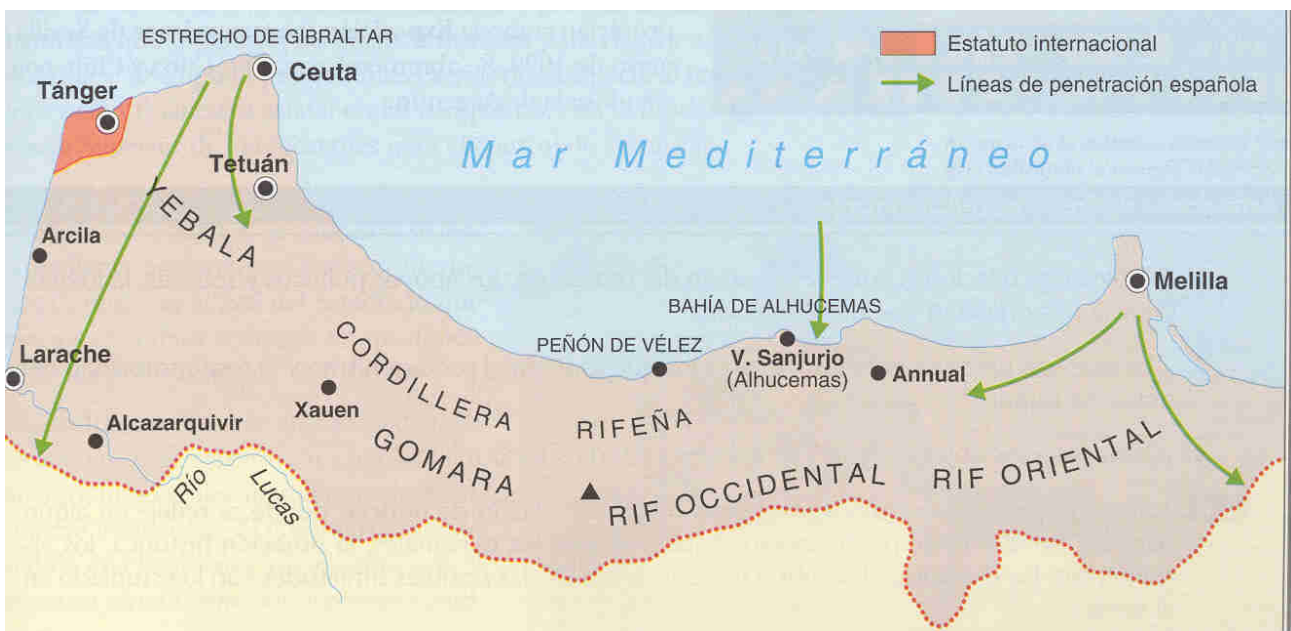 ESTRECHO DE GIBRALTAR
Ceuta
Tánger
Estatuto internacional
Líneas de penetración española
Mar Mediterráneo
Tetuán
YEBALA
Arcila
Melilla
BAHÍA DE ALHUCEMAS
PEÑÓN DE VÉLEZ
V. Sanjurjo
(Alhucemas)
Annual
Larache
Xauen
Alcazarquivir
CORDILLERA
RIFEÑA
GOMARA
RIF OCCIDENTAL
RIF ORIENTAL
Río
Lucas